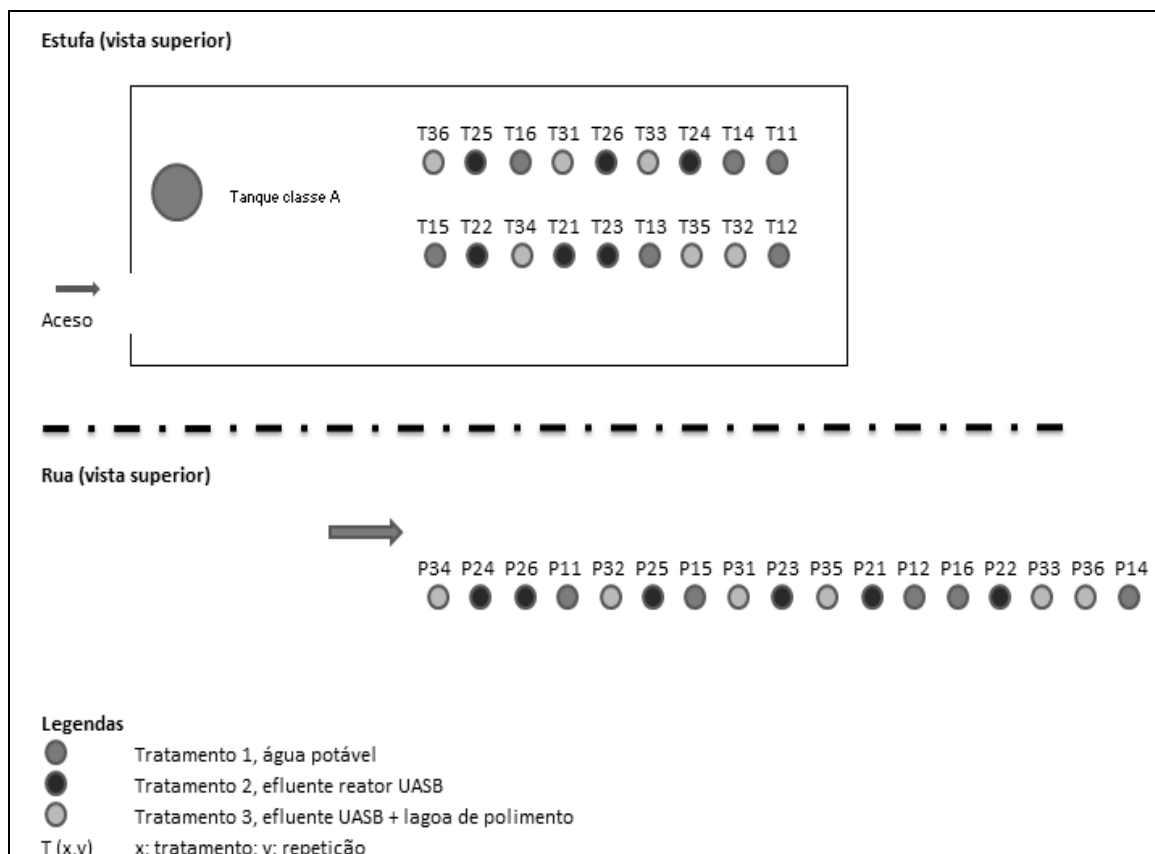 Estufa (vista superior)
T36 T25 T16 T31 T26 T33 T24 T14 T11
Tanque classe A
T15 T22 T34 T21 T23 T13 T35 T32 T12
Aceso
Rua (vista superior)
P34 P24 P26 P11 P32 P25 P15 P31 P23 P35 P21 P12 P16 P22 P33 P36 P14
Legendas
Tratamento 1, água potável
Tratamento 2, efluente reator UASB
Tratamento 3, efluente UASB + lagoa de polimento
T (x,y) x: tratamento; y: repetição